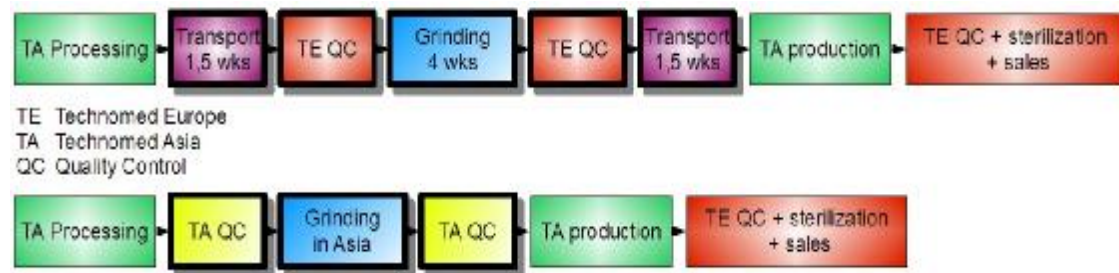 TA Processing
Transport
1,5 wks
TE QC
Grinding
4 wks
TE QC
Transport
1,5 wks
TA production
TE QC + sterilization
+ sales
TE Technomed Europe
TA Technomed Asia
QC Quality Control
TA Processing
TA QC
Grinding
in Asia
TA QC
TA production
TE QC + sterilization
+ sales